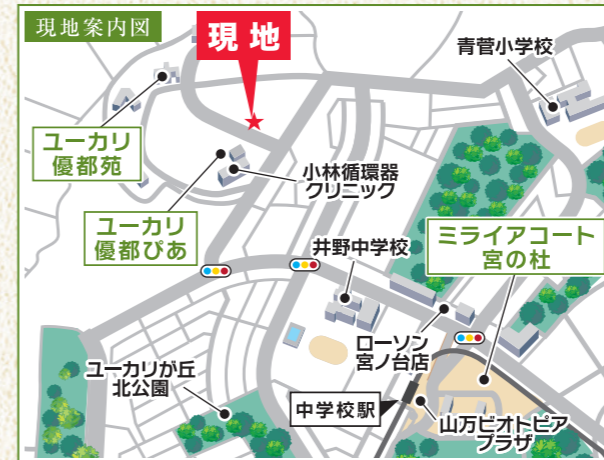 現地案内図
現地
青菅小学校
ユーカリ
優都苑
小林循環器
クリニック
ユーカリ
優都ぴあ
井野中学校
ミライアコート
宮の杜
ローソン
宮ノ台店
ユーカリが丘
北公園
中学校駅
山万ビオトピア
プラザ